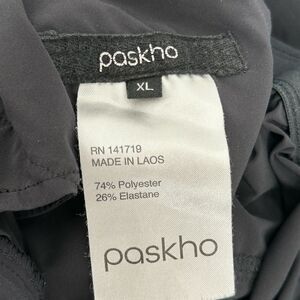 paskho
XL
RN 141719
MADE IN LAOS
74% Polyester
26% Elastane
paskho